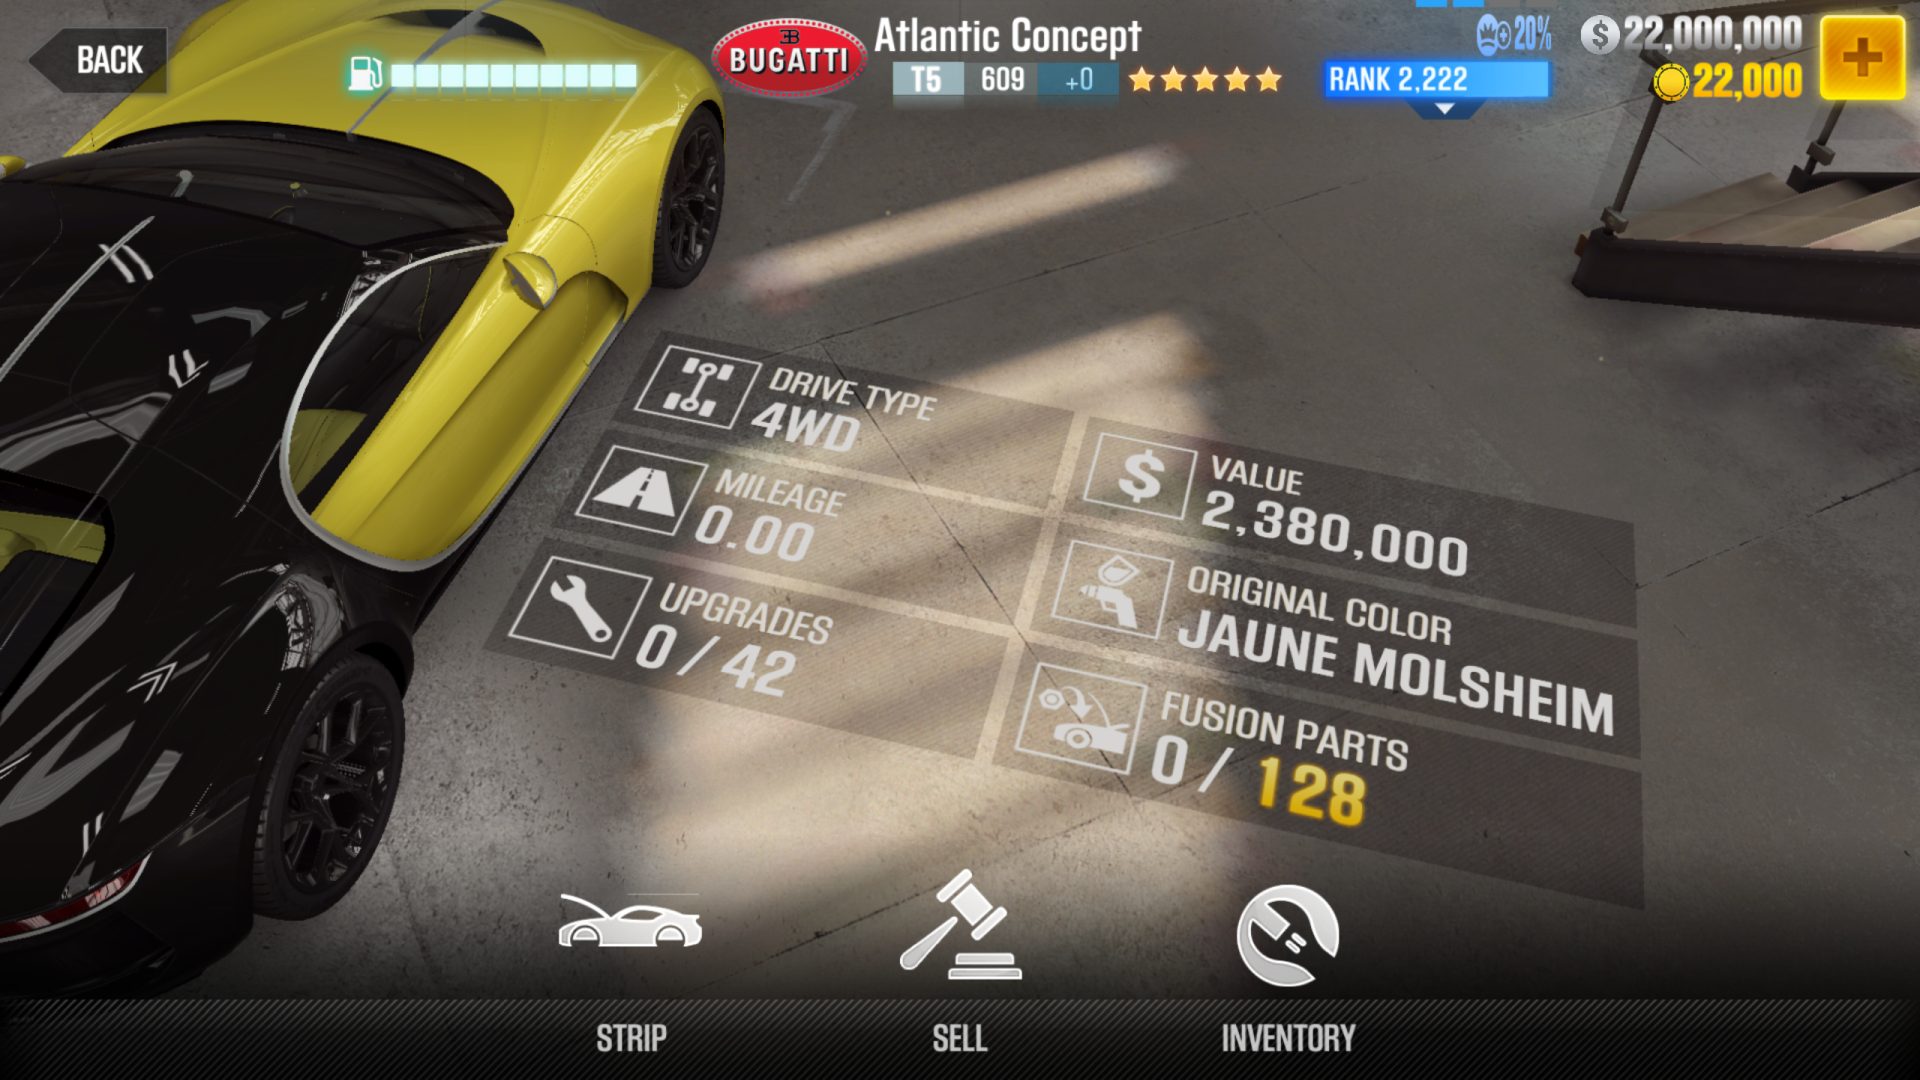 BACK
BUGATTI
Atlantic Concept
T5 609 +0
RANK 2,222
20%
$ 22,000,000
22,000
DRIVE TYPE
4WD
MILEAGE
0.00
UPGRADES
0 / 42
$ VALUE
2,380,000
ORIGINAL COLOR
JAUNE MOLSHEIM
FUSION PARTS
0 / 128
STRIP
SELL
INVENTORY